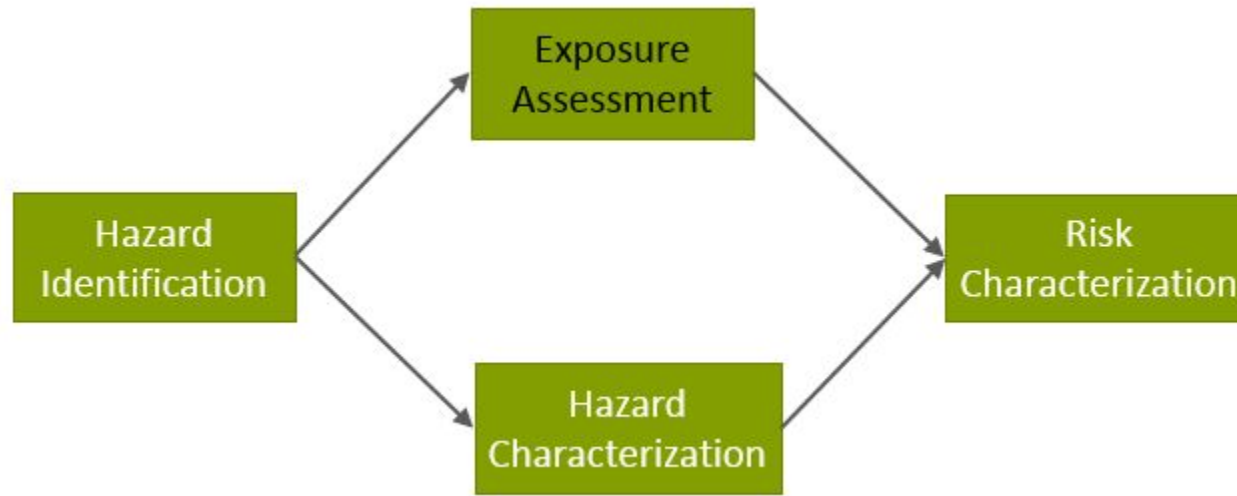 Exposure
Assessment
Hazard
Identification
Risk
Characterization
Hazard
Characterization